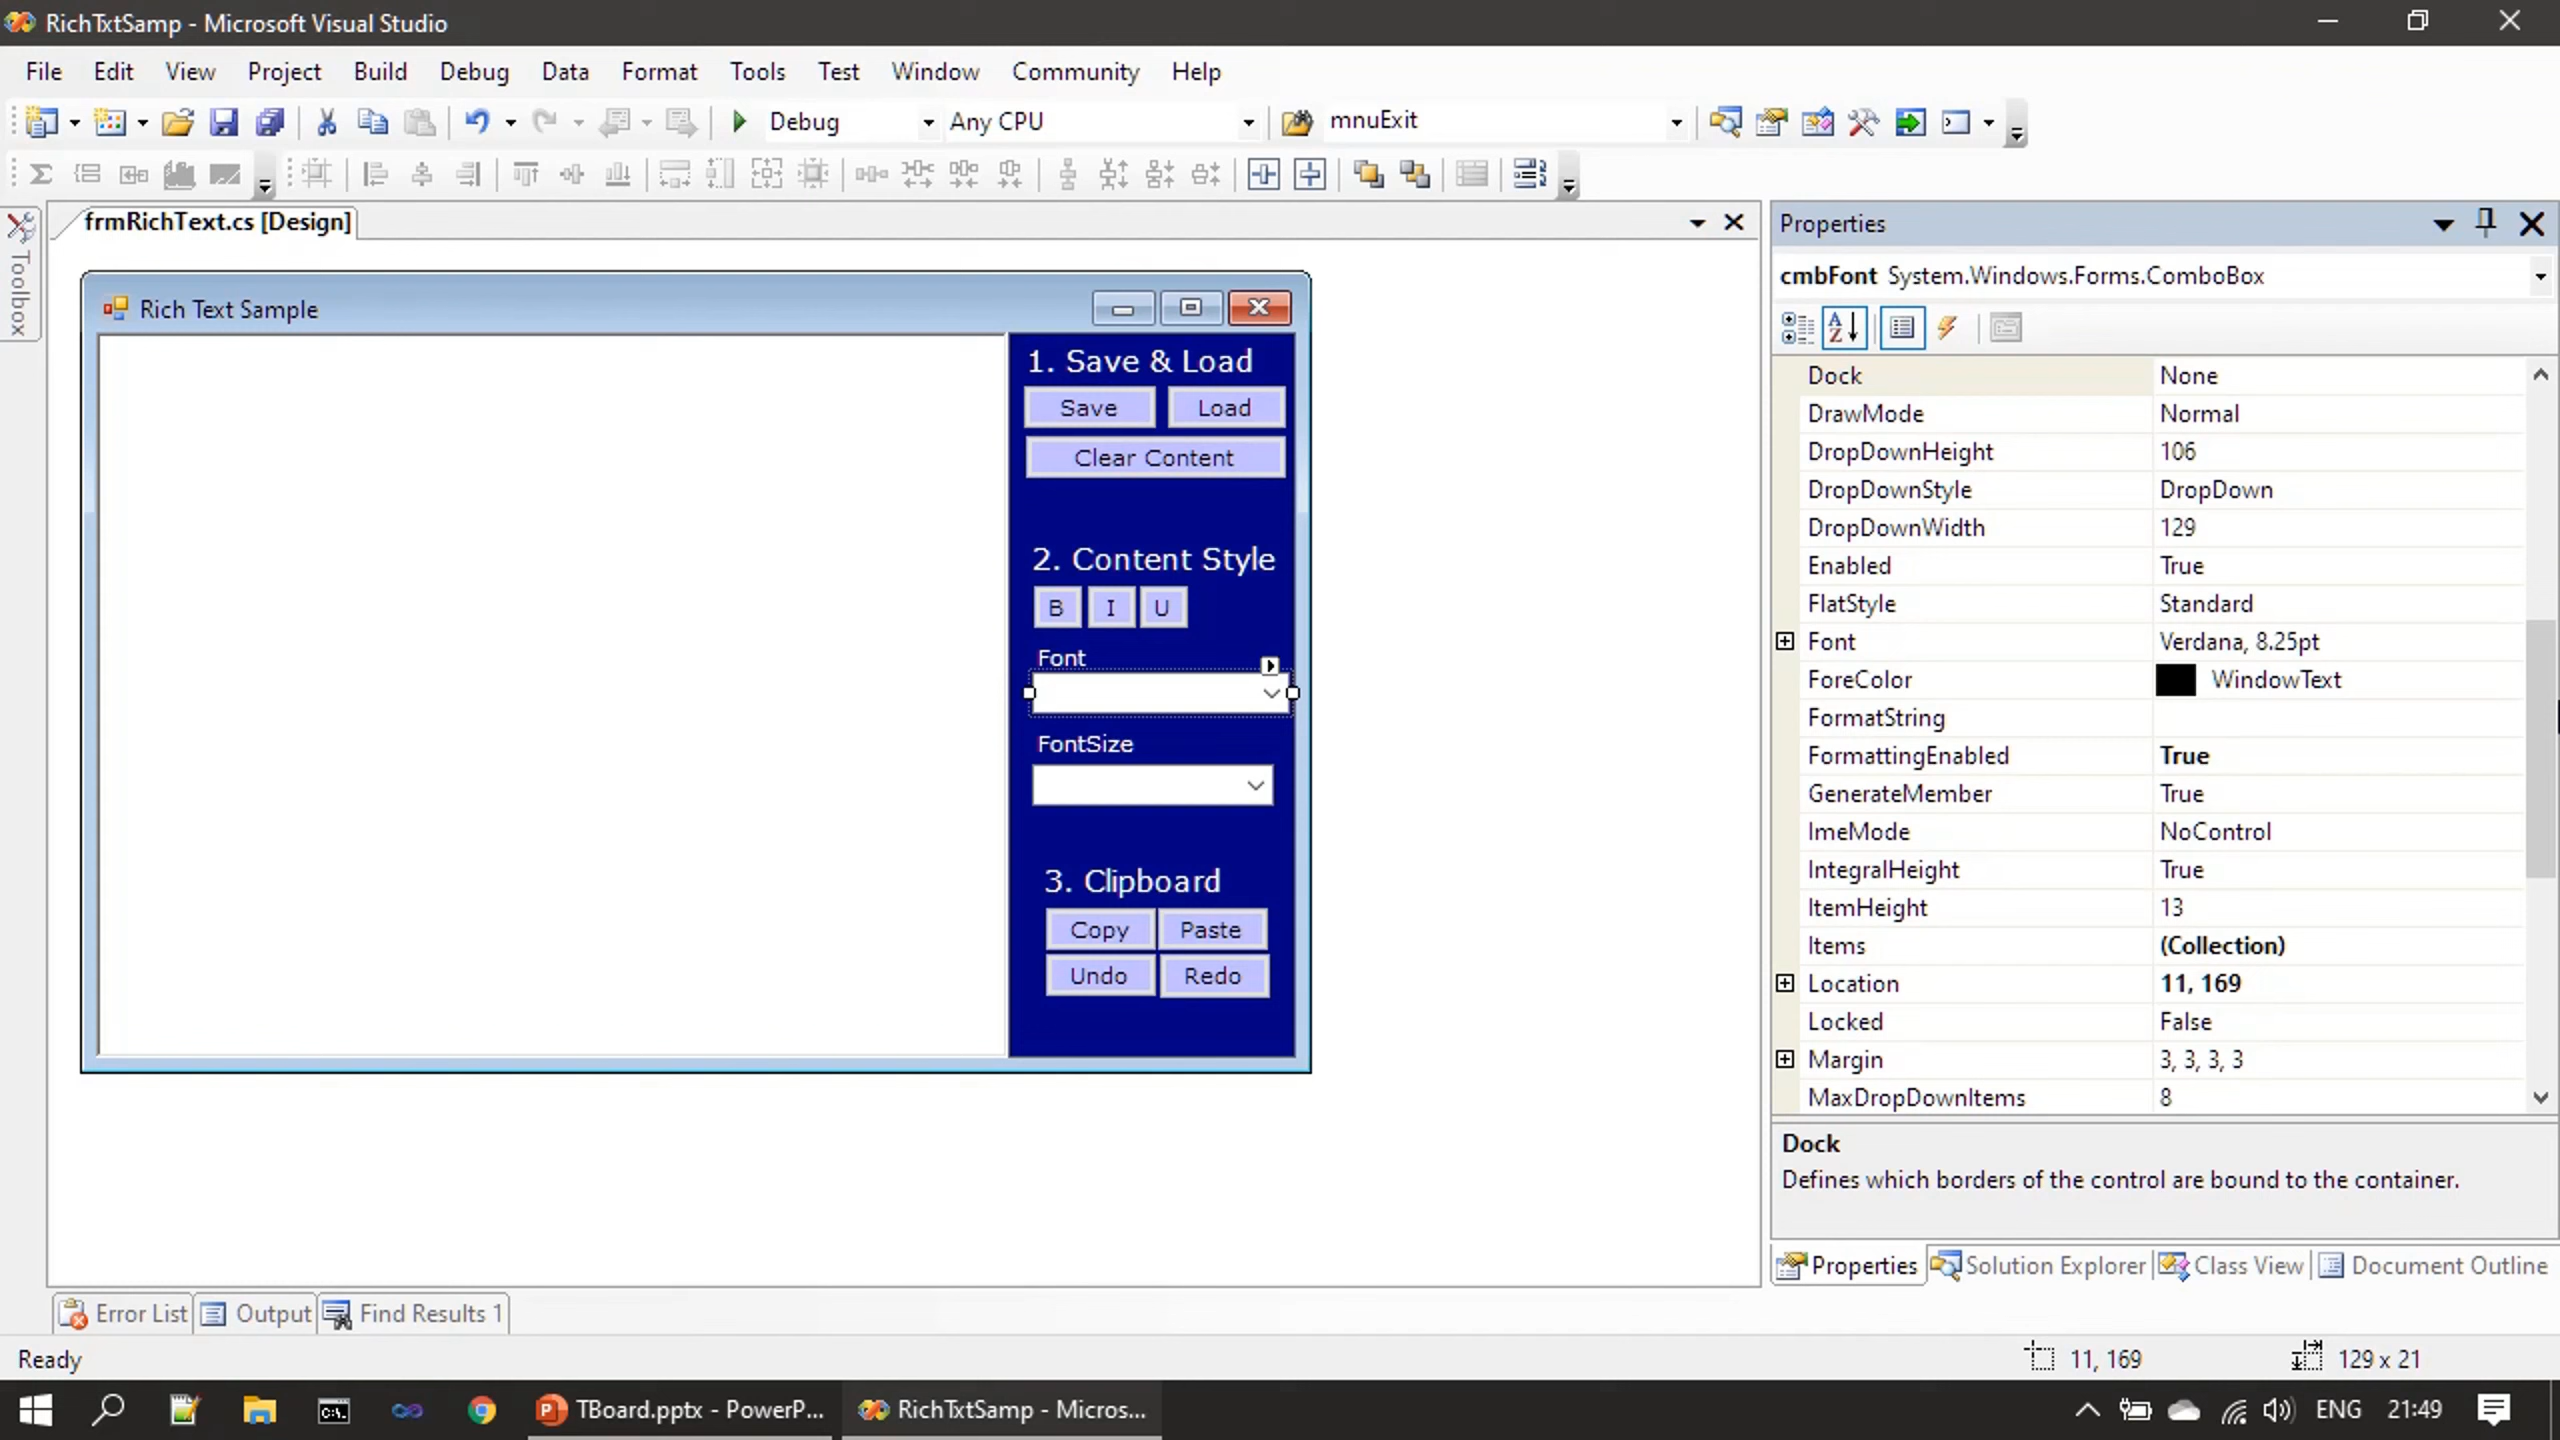 RichTxtSamp - Microsoft Visual Studio
File Edit View Project Build Debug Data Format Tools Test Window Community Help
Debug Any CPU mnuExit
Toolbox
frmRichText.cs [Design]
Rich Text Sample
1. Save & Load
Save Load
Clear Content
2. Content Style
B I U
Font
FontSize
3. Clipboard
Copy Paste
Undo Redo
Properties
cmbFont System.Windows.Forms.ComboBox
Dock None
DrawMode Normal
DropDownHeight 106
DropDownStyle DropDown
DropDownWidth 129
Enabled True
FlatStyle Standard
Font Verdana, 8.25pt
ForeColor WindowText
FormatString
FormattingEnabled True
GenerateMember True
ImeMode NoControl
IntegralHeight True
ItemHeight 13
Items (Collection)
Location 11, 169
Locked False
Margin 3, 3, 3, 3
MaxDropDownItems 8
Dock
Defines which borders of the control are bound to the container.
Properties Solution Explorer Class View Document Outline
Error List Output Find Results 1
Ready 11, 169 129 x 21
TBoard.pptx - PowerP... RichTxtSamp - Micros... ENG 21:49